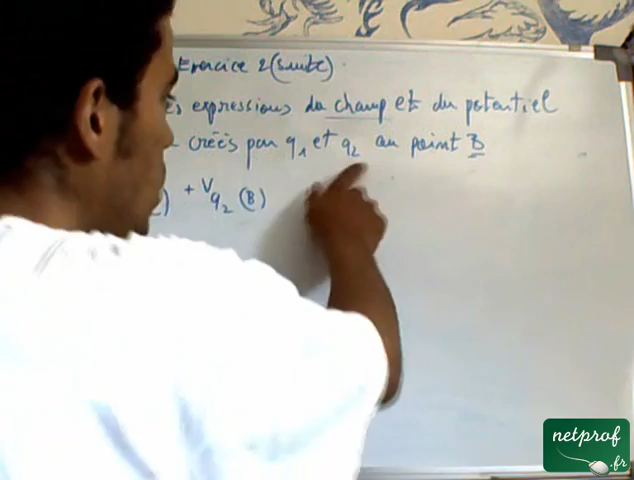 Exercice 2 (suite)
expressions du champ et du potentiel
créés par q₁ et q₂ au point B
+ V_{q₂} (B)
netprof
.fr